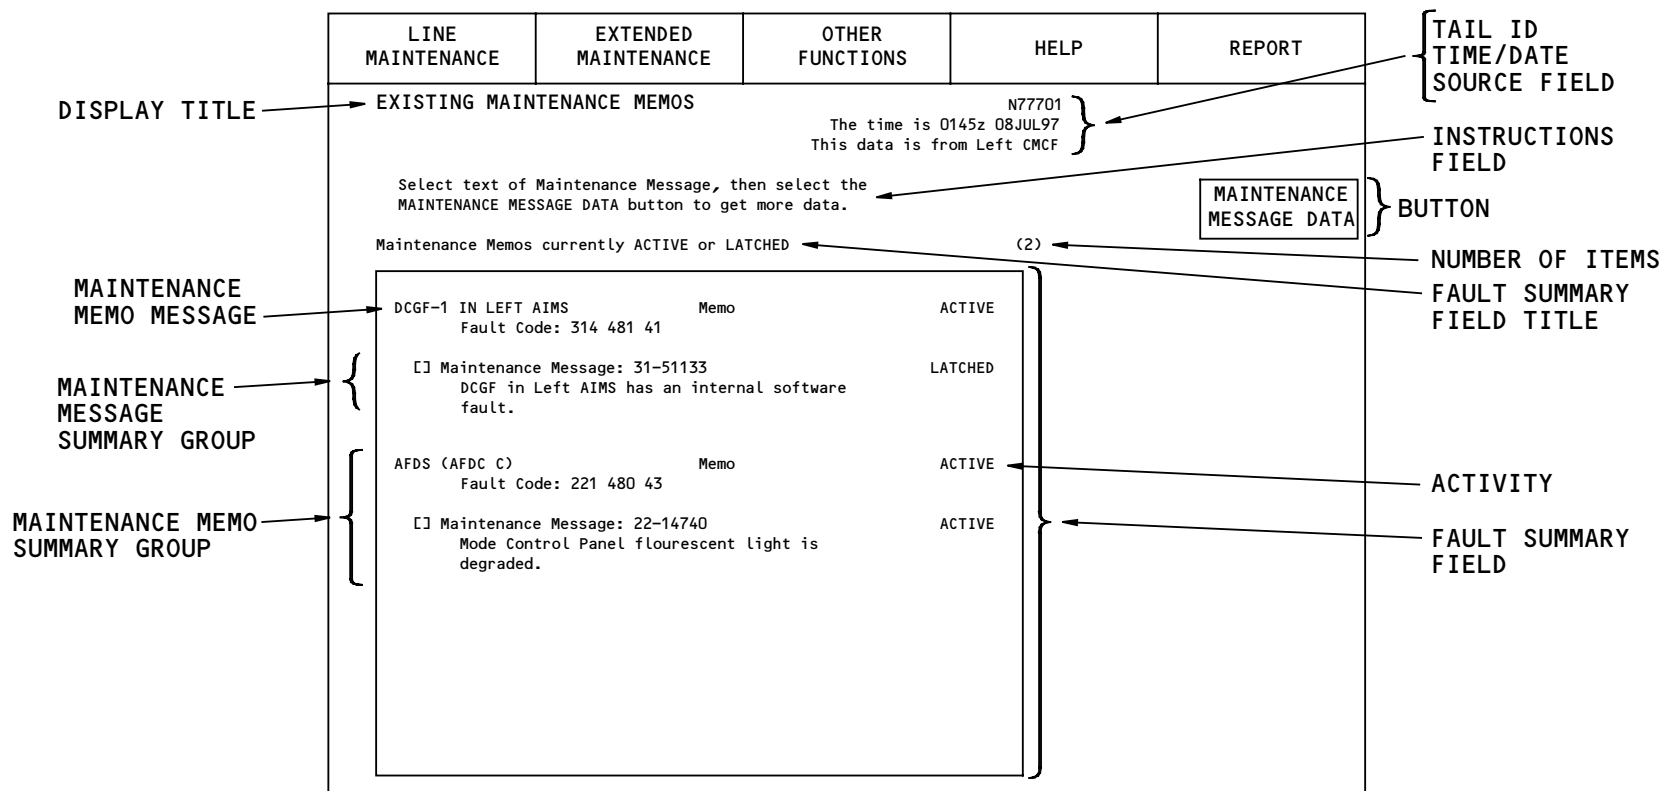 LINE
MAINTENANCE
EXTENDED
MAINTENANCE
OTHER
FUNCTIONS
HELP
REPORT
TAIL ID
TIME/DATE
SOURCE FIELD
DISPLAY TITLE
EXISTING MAINTENANCE MEMOS
N77701
The time is 0145z 08JUL97
This data is from Left CMCF
INSTRUCTIONS
FIELD
Select text of Maintenance Message, then select the
MAINTENANCE MESSAGE DATA button to get more data.
MAINTENANCE
MESSAGE DATA
BUTTON
Maintenance Memos currently ACTIVE or LATCHED (2)
NUMBER OF ITEMS
FAULT SUMMARY
FIELD TITLE
MAINTENANCE
MEMO MESSAGE
DCGF-1 IN LEFT AIMS Memo ACTIVE
Fault Code: 314 481 41
MAINTENANCE
MESSAGE
SUMMARY GROUP
[] Maintenance Message: 31-51133 LATCHED
DCGF in Left AIMS has an internal software
fault.
AFDS (AFDC C) Memo ACTIVE
Fault Code: 221 480 43
ACTIVITY
MAINTENANCE MEMO
SUMMARY GROUP
[] Maintenance Message: 22-14740 ACTIVE
Mode Control Panel flourescent light is
degraded.
FAULT SUMMARY
FIELD